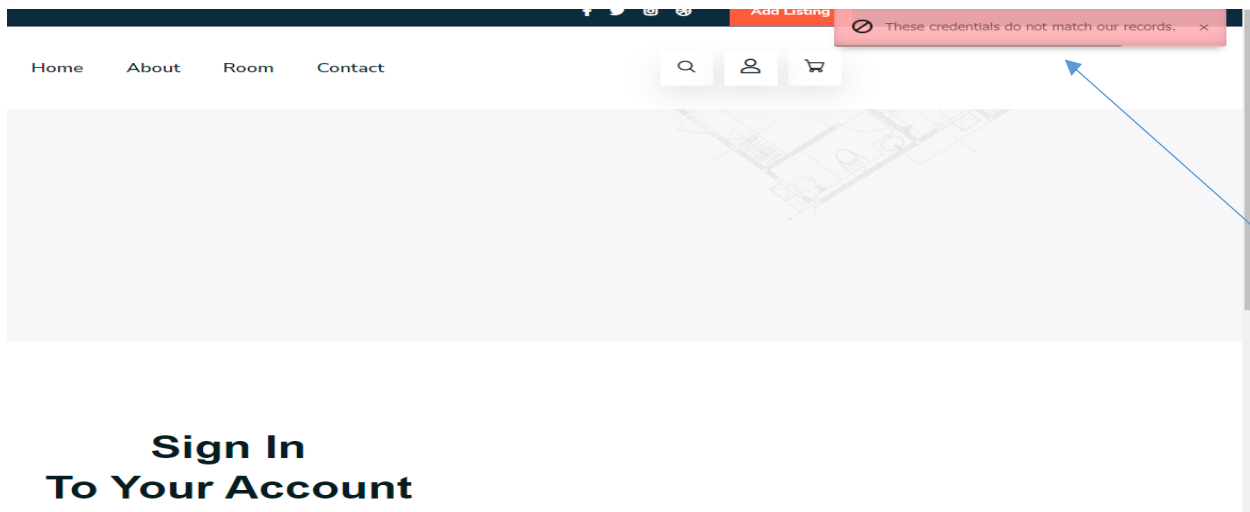 Add Listing
These credentials do not match our records. ×
Home About Room Contact
Sign In
To Your Account